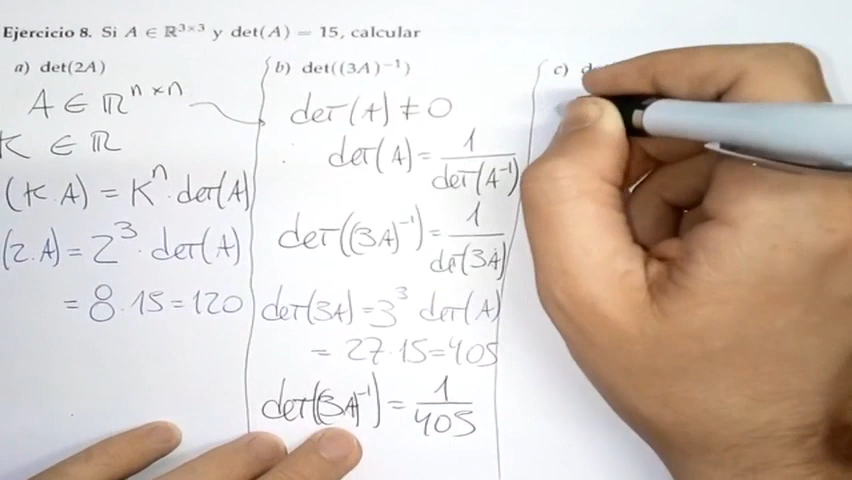 Ejercicio 8. Si A ∈ ℝ³ˣ³ y det(A) = 15, calcular
a) det(2A)
A ∈ ℝⁿˣⁿ
K ∈ ℝ
(K.A) = Kⁿ.det(A)
(2.A) = 2³.det(A)
= 8.15 = 120
b) det((3A)⁻¹)
det(A) ≠ 0
∴ det(A) = 1/det(A⁻¹)
det((3A)⁻¹) = 1/det(3A)
det(3A) = 3³ det(A)
= 27.15 = 405
det((3A)⁻¹) = 1/405
c)